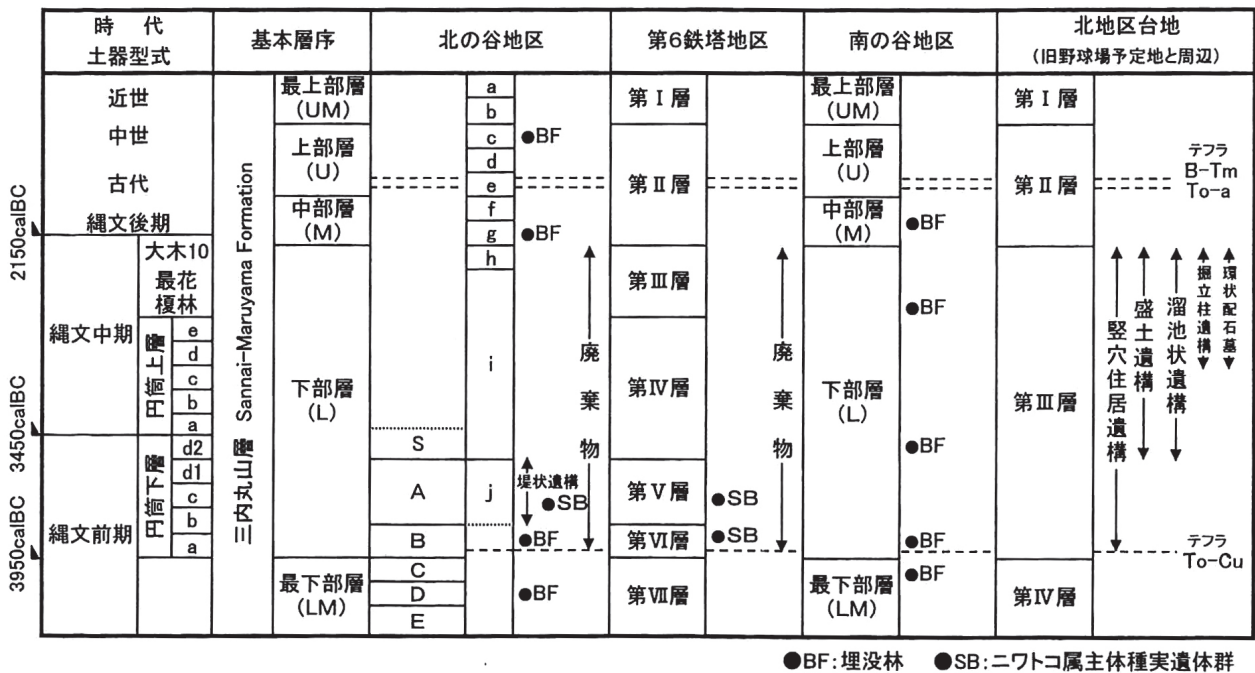 時 代
土器型式
基本層序
北の谷地区
第6鉄塔地区
南の谷地区
北地区台地
(旧野球場予定地と周辺)
近世
中世
古代
縄文後期
2150calBC
縄文中期
大木10
最花
榎林
円筒上層
e
d
c
b
a
3450calBC
縄文前期
円筒下層
d2
d1
c
b
a
3950calBC
三内丸山層 Sannai-Maruyama Formation
最上部層
(UM)
上部層
(U)
中部層
(M)
下部層
(L)
最下部層
(LM)
S
A
B
C
D
E
a
b
c
d
e
f
g
h
i
j
●BF
●BF
堤状遺構
●SB
●BF
●BF
廃棄物
第Ⅰ層
第Ⅱ層
第Ⅲ層
第Ⅳ層
第Ⅴ層
第Ⅵ層
第Ⅶ層
●SB
●SB
廃棄物
最上部層
(UM)
上部層
(U)
中部層
(M)
下部層
(L)
最下部層
(LM)
●BF
●BF
●BF
●BF
●BF
第Ⅰ層
第Ⅱ層
第Ⅲ層
第Ⅳ層
テフラ
B-Tm
To-a
竪穴住居遺構
盛土遺構
溜池状遺構
掘立柱遺構
環状配石墓
テフラ
To-Cu
●BF:埋没林 ●SB:ニワトコ属主体種実遺体群